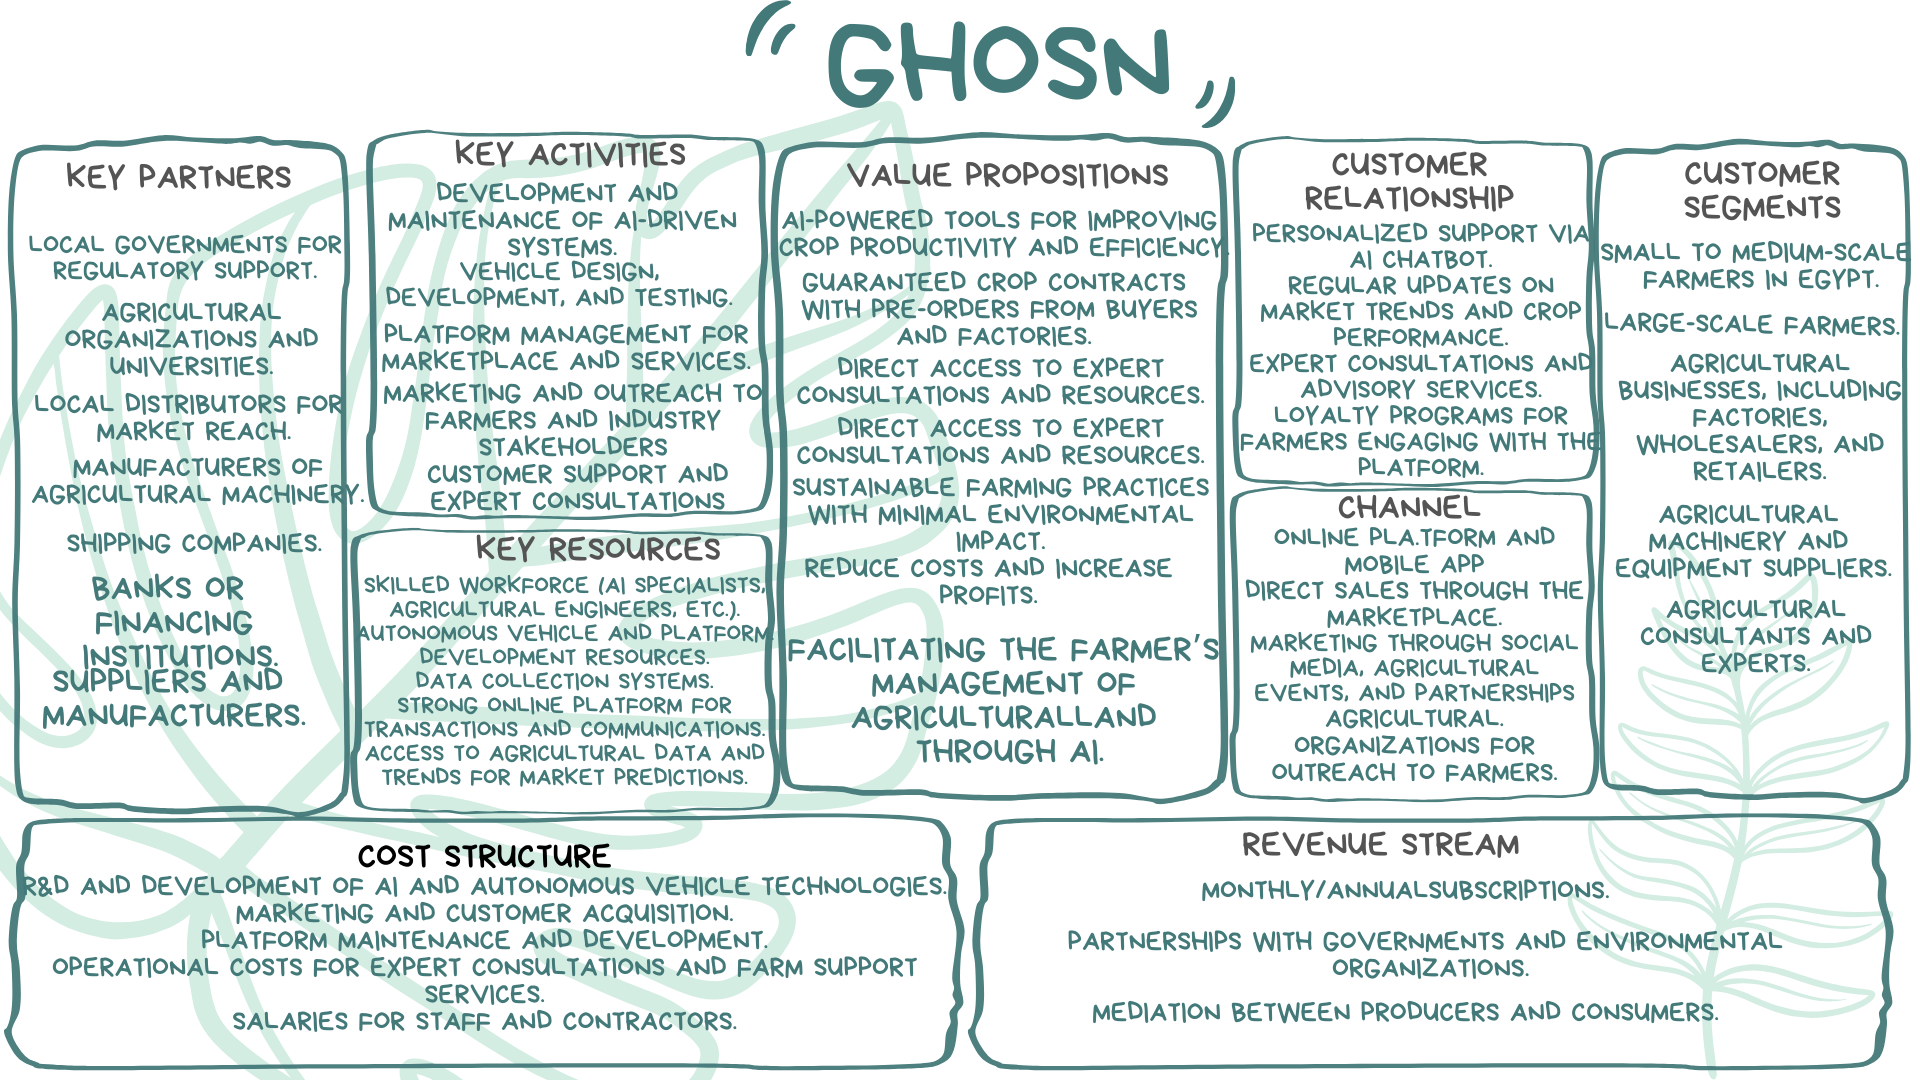 GHOSN
KEY PARTNERS
LOCAL GOVERNMENTS FOR
REGULATORY SUPPORT.
AGRICULTURAL
ORGANIZATIONS AND
UNIVERSITIES.
LOCAL DISTRIBUTORS FOR
MARKET REACH.
MANUFACTURERS OF
AGRICULTURAL MACHINERY.
SHIPPING COMPANIES.
BANKS OR
FINANCING
INSTITUTIONS.
SUPPLIERS AND
MANUFACTURERS.
KEY ACTIVITIES
DEVELOPMENT AND
MAINTENANCE OF AI-DRIVEN
SYSTEMS.
VEHICLE DESIGN,
DEVELOPMENT, AND TESTING.
PLATFORM MANAGEMENT FOR
MARKETPLACE AND SERVICES.
MARKETING AND OUTREACH TO
FARMERS AND INDUSTRY
STAKEHOLDERS
CUSTOMER SUPPORT AND
EXPERT CONSULTATIONS
KEY RESOURCES
SKILLED WORKFORCE (AI SPECIALISTS,
AGRICULTURAL ENGINEERS, ETC.).
AUTONOMOUS VEHICLE AND PLATFORM
DEVELOPMENT RESOURCES.
DATA COLLECTION SYSTEMS.
STRONG ONLINE PLATFORM FOR
TRANSACTIONS AND COMMUNICATIONS.
ACCESS TO AGRICULTURAL DATA AND
TRENDS FOR MARKET PREDICTIONS.
VALUE PROPOSITIONS
AI-POWERED TOOLS FOR IMPROVING
CROP PRODUCTIVITY AND EFFICIENCY.
GUARANTEED CROP CONTRACTS
WITH PRE-ORDERS FROM BUYERS
AND FACTORIES.
DIRECT ACCESS TO EXPERT
CONSULTATIONS AND RESOURCES.
DIRECT ACCESS TO EXPERT
CONSULTATIONS AND RESOURCES.
SUSTAINABLE FARMING PRACTICES
WITH MINIMAL ENVIRONMENTAL
IMPACT.
REDUCE COSTS AND INCREASE
PROFITS.
FACILITATING THE FARMER'S
MANAGEMENT OF
AGRICULTURALLAND
THROUGH AI.
CUSTOMER
RELATIONSHIP
PERSONALIZED SUPPORT VIA
AI CHATBOT.
REGULAR UPDATES ON
MARKET TRENDS AND CROP
PERFORMANCE.
EXPERT CONSULTATIONS AND
ADVISORY SERVICES.
LOYALTY PROGRAMS FOR
FARMERS ENGAGING WITH THE
PLATFORM.
CHANNEL
ONLINE PLA.TFORM AND
MOBILE APP
DIRECT SALES THROUGH THE
MARKETPLACE.
MARKETING THROUGH SOCIAL
MEDIA, AGRICULTURAL
EVENTS, AND PARTNERSHIPS
AGRICULTURAL.
ORGANIZATIONS FOR
OUTREACH TO FARMERS.
CUSTOMER
SEGMENTS
SMALL TO MEDIUM-SCALE
FARMERS IN EGYPT.
LARGE-SCALE FARMERS.
AGRICULTURAL
BUSINESSES, INCLUDING
FACTORIES,
WHOLESALERS, AND
RETAILERS.
AGRICULTURAL
MACHINERY AND
EQUIPMENT SUPPLIERS.
AGRICULTURAL
CONSULTANTS AND
EXPERTS.
COST STRUCTURE
R&D AND DEVELOPMENT OF AI AND AUTONOMOUS VEHICLE TECHNOLOGIES.
MARKETING AND CUSTOMER ACQUISITION.
PLATFORM MAINTENANCE AND DEVELOPMENT.
OPERATIONAL COSTS FOR EXPERT CONSULTATIONS AND FARM SUPPORT
SERVICES.
SALARIES FOR STAFF AND CONTRACTORS.
REVENUE STREAM
MONTHLY/ANNUALSUBSCRIPTIONS.
PARTNERSHIPS WITH GOVERNMENTS AND ENVIRONMENTAL
ORGANIZATIONS.
MEDIATION BETWEEN PRODUCERS AND CONSUMERS.